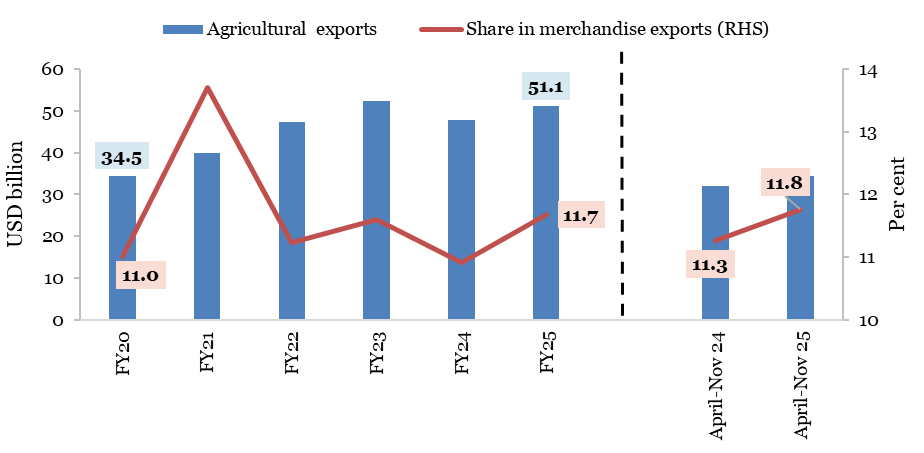 Agricultural exports
Share in merchandise exports (RHS)
USD billion
60
50
40
30
20
10
0
Per cent
14
13
12
11
10
34.5
51.1
11.0
11.7
11.3
11.8
FY20
FY21
FY22
FY23
FY24
FY25
April-Nov 24
April-Nov 25